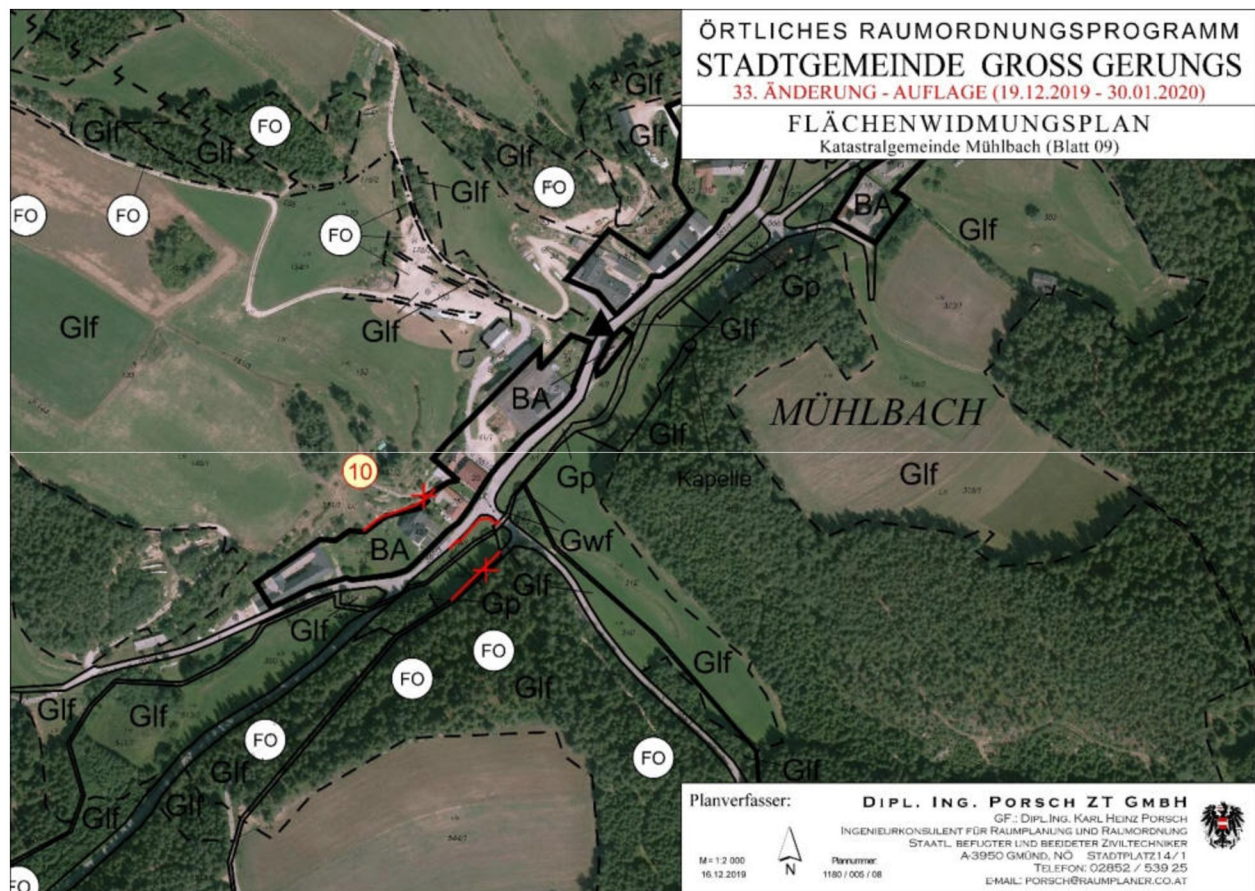 ÖRTLICHES RAUMORDNUNGSPROGRAMM
STADTGEMEINDE GROSS GERUNGS
33. ÄNDERUNG - AUFLAGE (19.12.2019 - 30.01.2020)
FLÄCHENWIDMUNGSPLAN
Katastralgemeinde Mühlbach (Blatt 09)
Glf
FO
Glf
Glf
Glf
Gp
FO
Glf
FO
BA
FO
FO
Glf
FO
Gp
Glf
Glf
Glf
BA
MÜHLBACH
Glf
Glf
10
Gp
Kapelle
BA
Gwf
Glf
Gp
Glf
FO
Glf
FO
Glf
Glf
Glf
FO
FO
Glf
Glf
Glf
Glf
FO
Planverfasser:
DIPL. ING. PORSCH ZT GMBH
GF.: DIPL.ING. KARL HEINZ PORSCH
INGENIEURKONSULENT FÜR RAUMPLANUNG UND RAUMORDNUNG
STAATL. BEFUGTER UND BEEIDETER ZIVILTECHNIKER
A-3950 GMÜND, NÖ STADTPLATZ 14/1
TELEFON: 02852 / 539 25
E-MAIL: PORSCH@RAUMPLANER.CO.AT
M = 1:2 000
16.12.2019
N
Plannummer:
1180 / 005 / 08